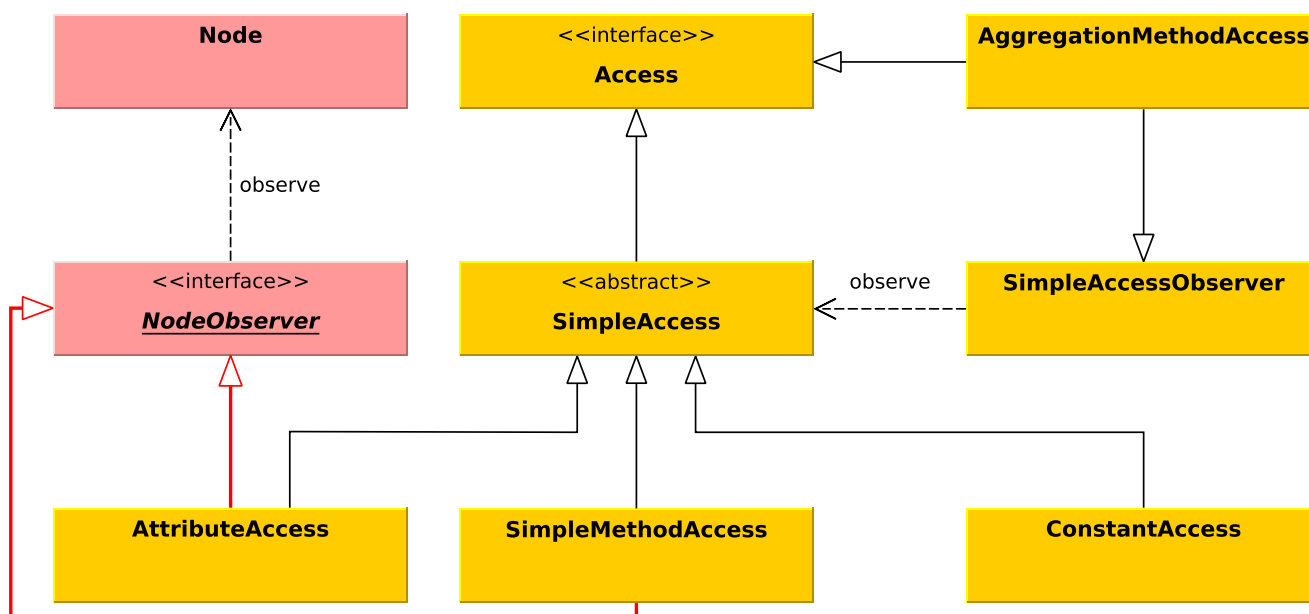 Node
<<interface>>
Access
AggregationMethodAccess
observe
<<interface>>
NodeObserver
<<abstract>>
SimpleAccess
observe
SimpleAccessObserver
AttributeAccess
SimpleMethodAccess
ConstantAccess